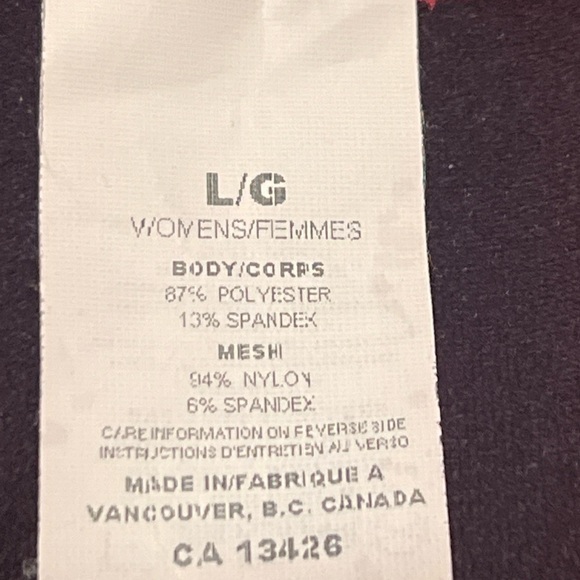 L/G
WOMENS/FEMMES
BODY/CORPS
87% POLYESTER
13% SPANDEX
MESH
94% NYLON
6% SPANDEX
CARE INFORMATION ON REVERSE SIDE
INSTRUCTIONS D'ENTRETIEN AU VERSO
MADE IN/FABRIQUE A
VANCOUVER, B.C. CANADA
CA 13426